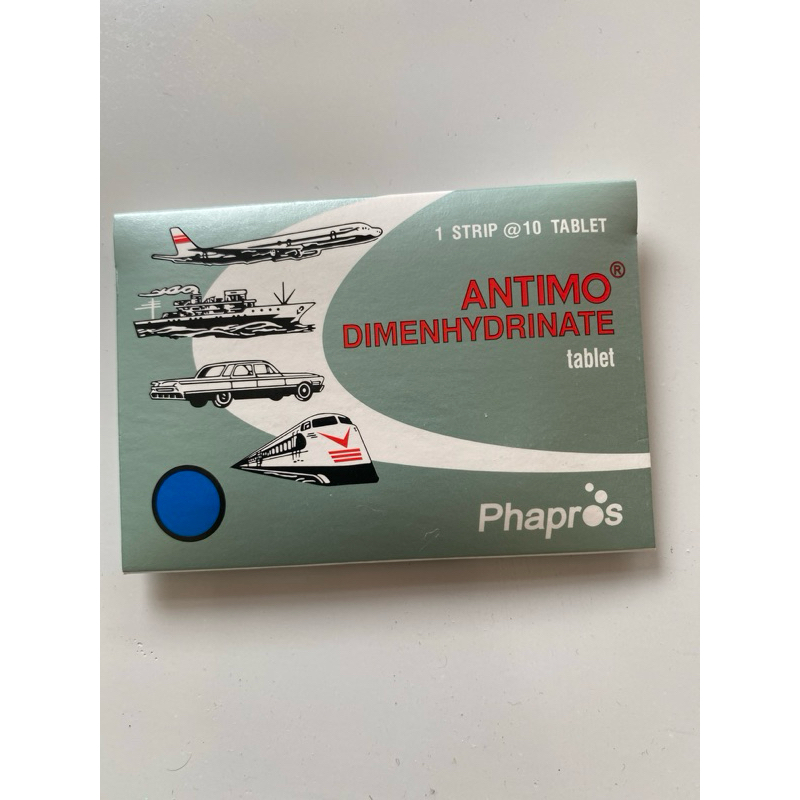 1 STRIP @ 10 TABLET
ANTIMO®
DIMENHYDRINATE
tablet
Phapros